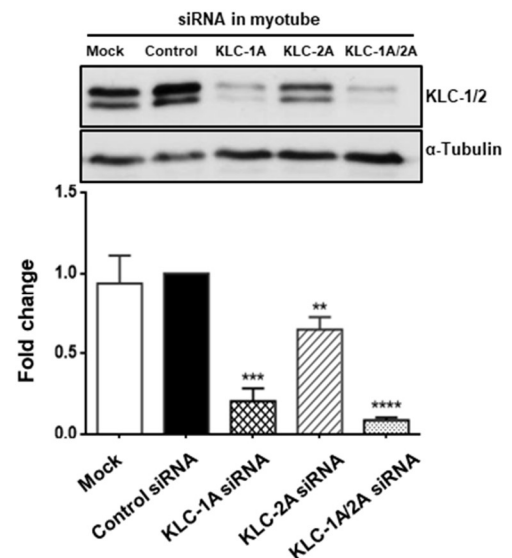 siRNA in myotube
Mock Control KLC-1A KLC-2A KLC-1A/2A
KLC-1/2
α-Tubulin
1.5
1.0
0.5
0.0
Fold change
***
**
****
Mock
Control siRNA
KLC-1A siRNA
KLC-2A siRNA
KLC-1A/2A siRNA